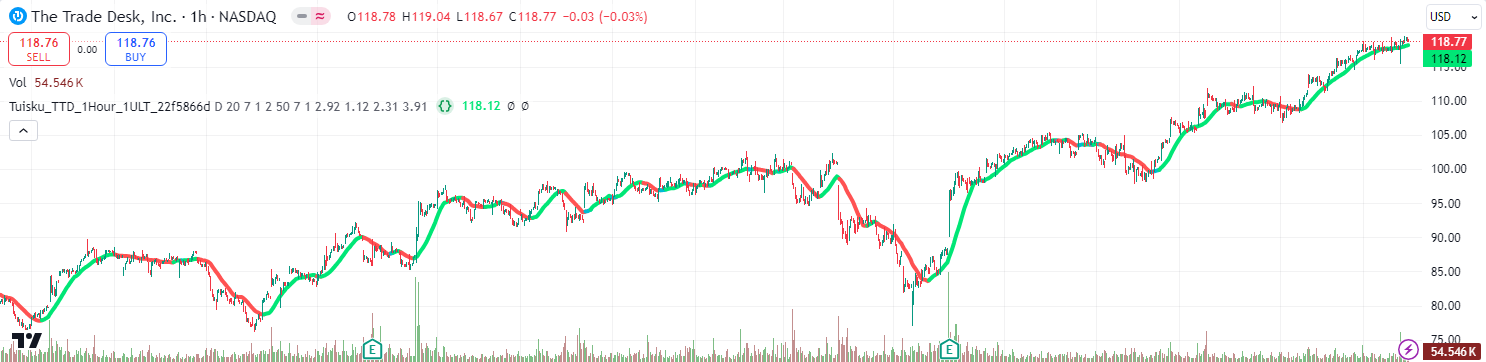 The Trade Desk, Inc. · 1h · NASDAQ O118.78 H119.04 L118.67 C118.77 −0.03 (−0.03%) USD
118.76 SELL 0.00 118.76 BUY
Vol 54.546 K
Tuisku_TTD_1Hour_1ULT_22f5866d D 20 7 1 2 50 7 1 2.92 1.12 2.31 3.91 {} 118.12 Ø Ø
118.77
118.12
115.00
110.00
105.00
100.00
95.00
90.00
85.00
80.00
75.00
E
E
54.546 K